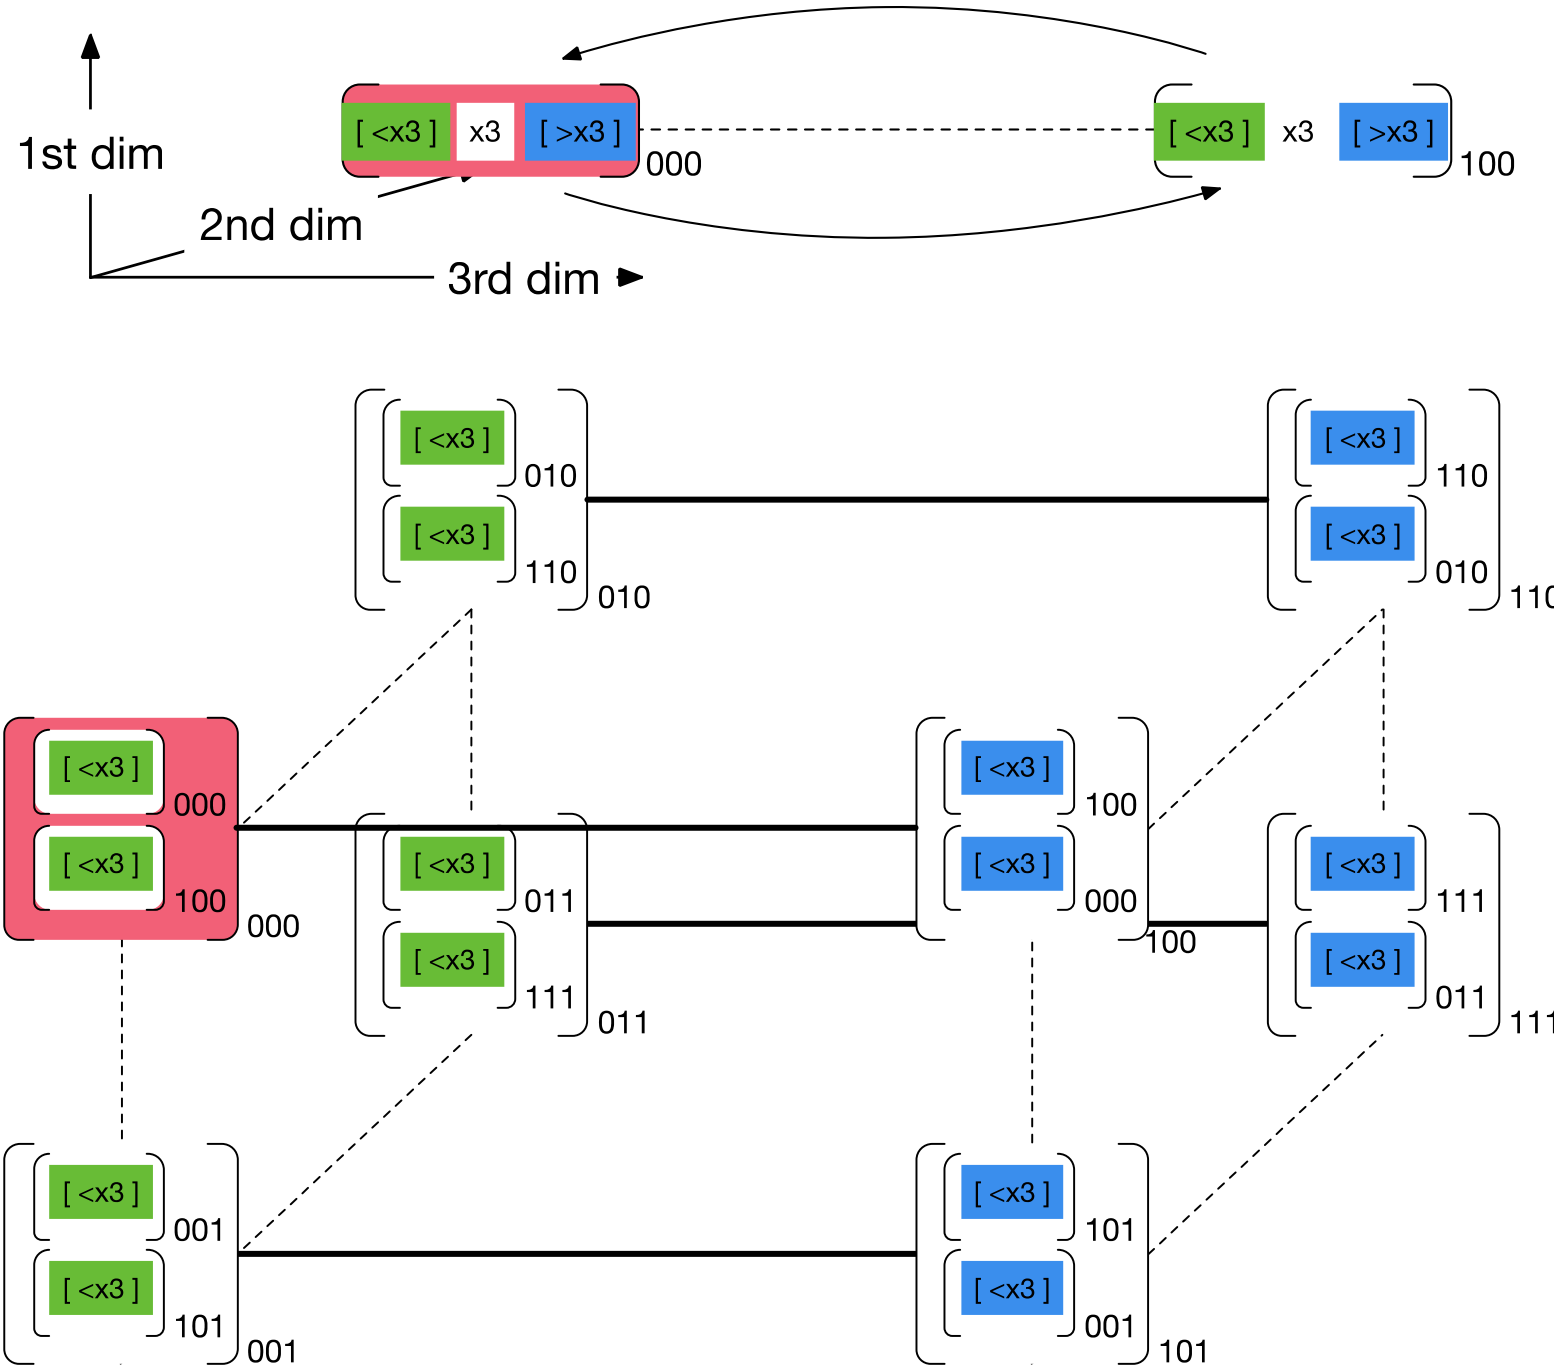 1st dim
2nd dim
3rd dim
[ <x3 ] x3 [ >x3 ] 000
[ <x3 ] x3 [ >x3 ] 100
[ <x3 ] 010
[ <x3 ] 110
010
[ <x3 ] 110
[ <x3 ] 010
110
[ <x3 ] 000
[ <x3 ] 100
000
[ <x3 ] 100
[ <x3 ] 000
100
[ <x3 ] 011
[ <x3 ] 111
011
[ <x3 ] 111
[ <x3 ] 011
111
[ <x3 ] 001
[ <x3 ] 101
001
[ <x3 ] 101
[ <x3 ] 001
101